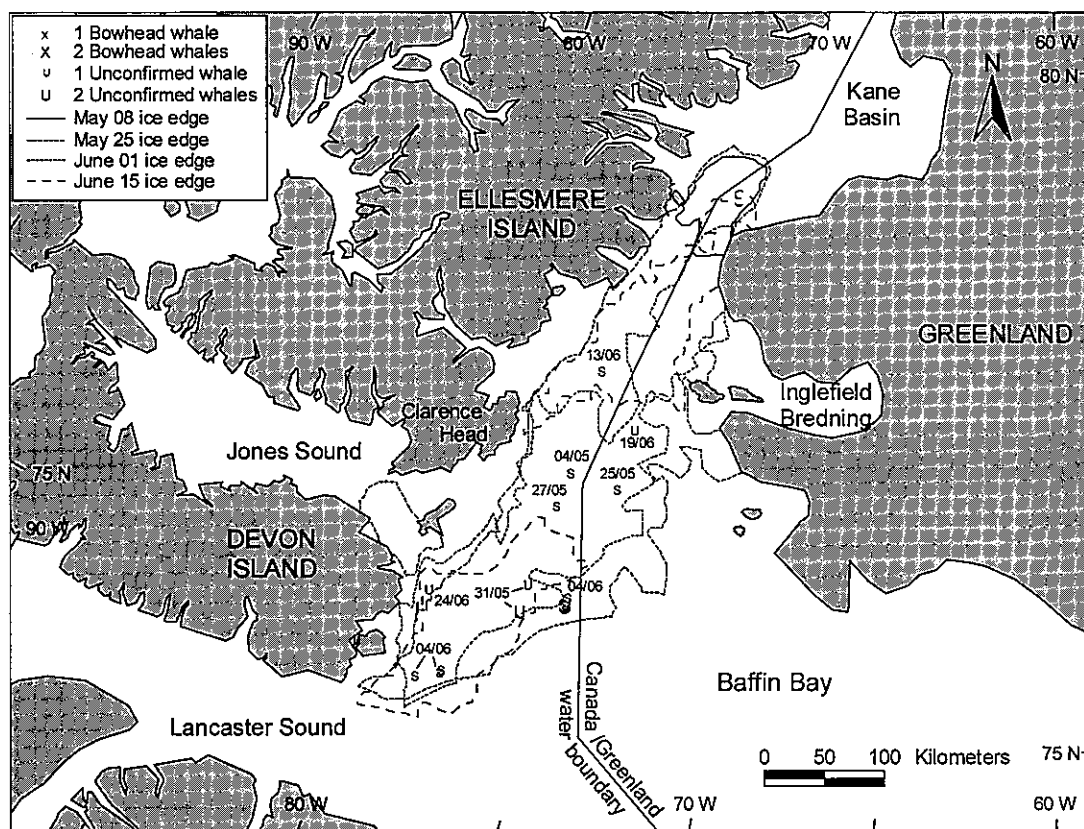 x 1 Bowhead whale
X 2 Bowhead whales
u 1 Unconfirmed whale
U 2 Unconfirmed whales
May 08 ice edge
May 25 ice edge
June 01 ice edge
June 15 ice edge
90 W
80 W
70 W
60 W
80 N
N
Kane
Basin
ELLESMERE
ISLAND
GREENLAND
13/06
S
Inglefield
Bredning
Clarence
Head
U
19/06
Jones Sound
04/05
S
25/05
S
75 N
27/05
S
90 W
DEVON
ISLAND
U
24/06
31/05
U
04/06
S
U
04/06
S
S
Baffin Bay
Lancaster Sound
Canada /Greenland
water boundary
0 50 100 Kilometers
75 N
80 W
70 W
60 W